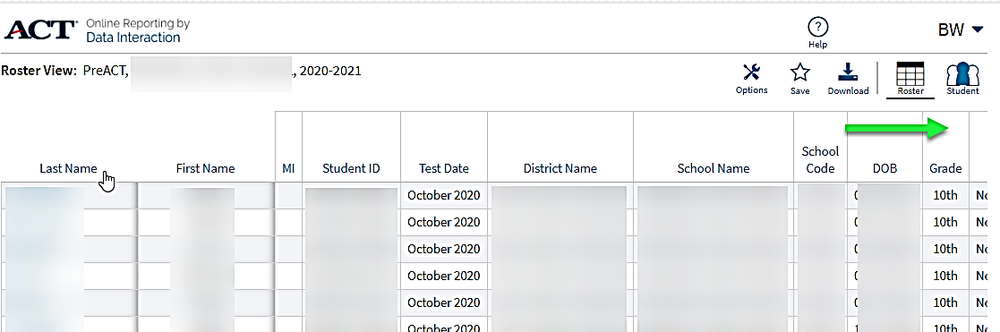 ACT® Online Reporting by
Data Interaction
?
Help
BW
Roster View: PreACT, , 2020-2021
Options Save Download Roster Student
Last Name First Name MI Student ID Test Date District Name School Name School Code DOB Grade
October 2020 10th
October 2020 10th
October 2020 10th
October 2020 10th
October 2020 10th
October 2020 10th